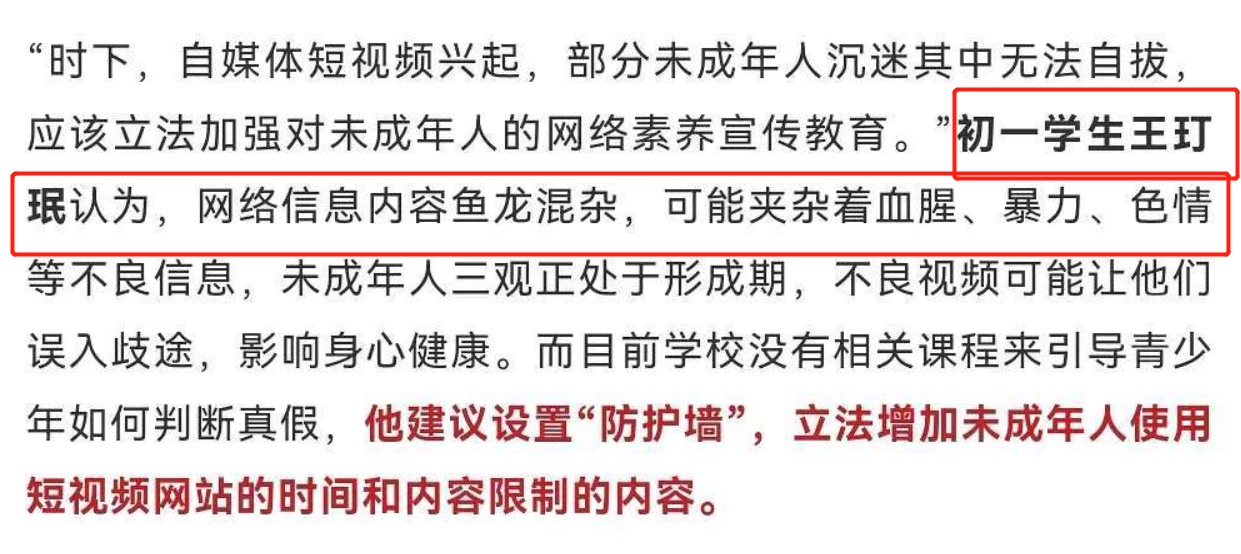 “时下，自媒体短视频兴起，部分未成年人沉迷其中无法自拔，
应该立法加强对未成年人的网络素养宣传教育。”初一学生王玎
珉认为，网络信息内容鱼龙混杂，可能夹杂着血腥、暴力、色情
等不良信息，未成年人三观正处于形成期，不良视频可能让他们
误入歧途，影响身心健康。而目前学校没有相关课程来引导青少
年如何判断真假，他建议设置“防护墙”，立法增加未成年人使用
短视频网站的时间和内容限制的内容。